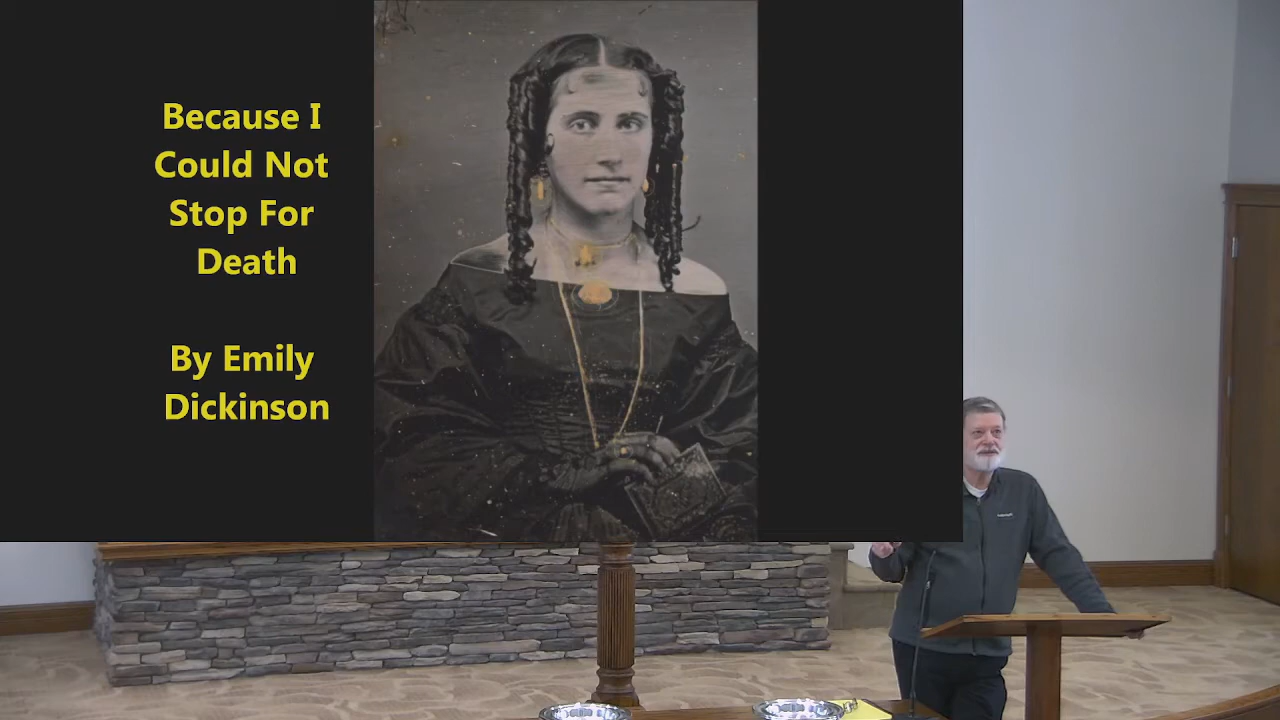 Because I
Could Not
Stop For
Death
By Emily
Dickinson